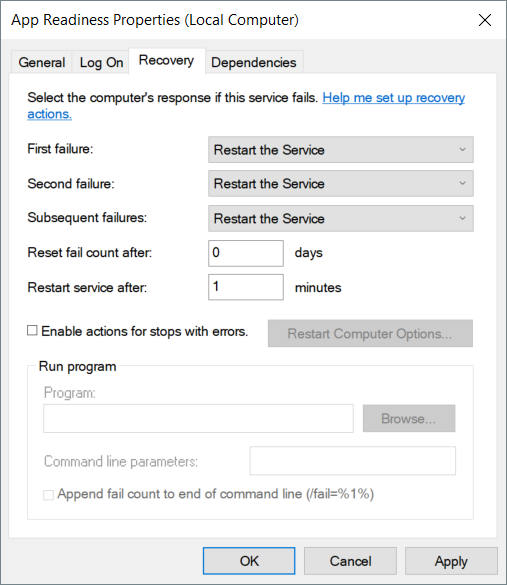 App Readiness Properties (Local Computer)
General Log On Recovery Dependencies
Select the computer's response if this service fails. Help me set up recovery
actions.
First failure: Restart the Service
Second failure: Restart the Service
Subsequent failures: Restart the Service
Reset fail count after: 0 days
Restart service after: 1 minutes
Enable actions for stops with errors. Restart Computer Options...
Run program
Program:
Browse...
Command line parameters:
Append fail count to end of command line (/fail=%1%)
OK Cancel Apply